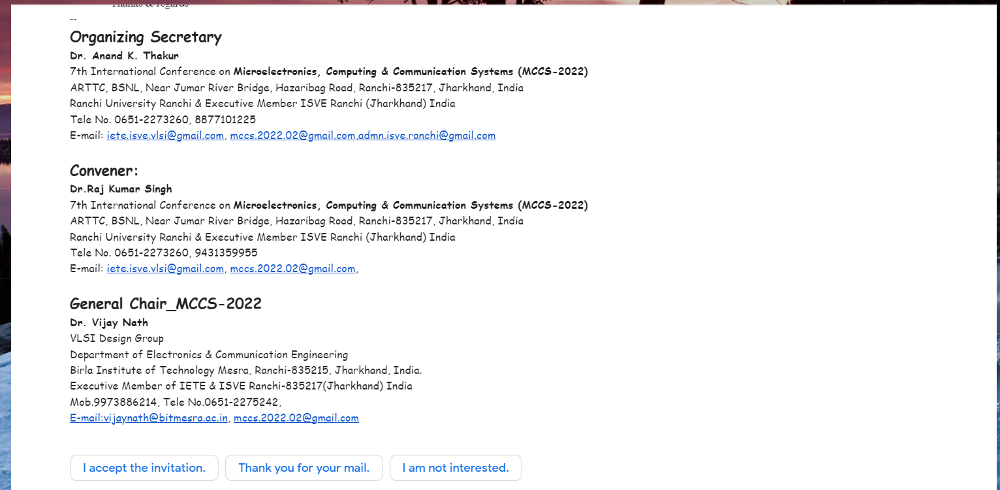 Thanks & regards
--
Organizing Secretary
Dr. Anand K. Thakur
7th International Conference on Microelectronics, Computing & Communication Systems (MCCS-2022)
ARTTC, BSNL, Near Jumar River Bridge, Hazaribag Road, Ranchi-835217, Jharkhand, India
Ranchi University Ranchi & Executive Member ISVE Ranchi (Jharkhand) India
Tele No. 0651-2273260, 8877101225
E-mail: iete.isve.vlsi@gmail.com, mccs.2022.02@gmail.com,admn.isve.ranchi@gmail.com
Convener:
Dr.Raj Kumar Singh
7th International Conference on Microelectronics, Computing & Communication Systems (MCCS-2022)
ARTTC, BSNL, Near Jumar River Bridge, Hazaribag Road, Ranchi-835217, Jharkhand, India
Ranchi University Ranchi & Executive Member ISVE Ranchi (Jharkhand) India
Tele No. 0651-2273260, 9431359955
E-mail: iete.isve.vlsi@gmail.com, mccs.2022.02@gmail.com,
General Chair_MCCS-2022
Dr. Vijay Nath
VLSI Design Group
Department of Electronics & Communication Engineering
Birla Institute of Technology Mesra, Ranchi-835215, Jharkhand, India.
Executive Member of IETE & ISVE Ranchi-835217(Jharkhand) India
Mob.9973886214, Tele No.0651-2275242,
E-mail:vijaynath@bitmesra.ac.in, mccs.2022.02@gmail.com
I accept the invitation. Thank you for your mail. I am not interested.